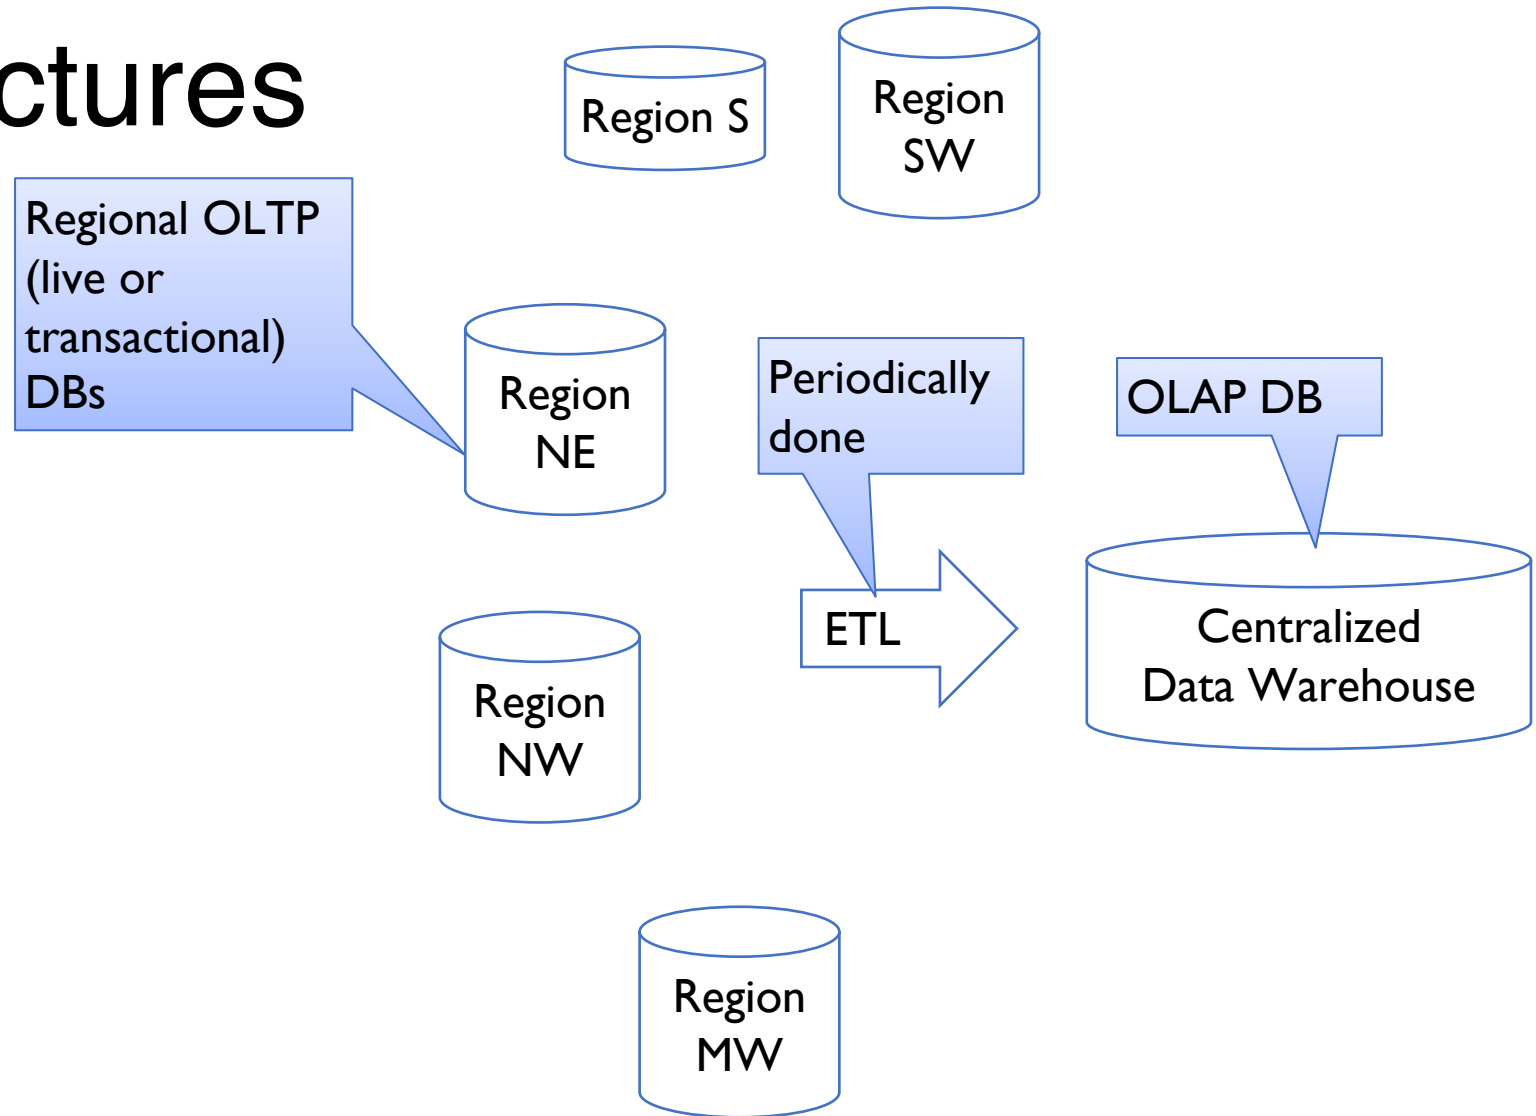 ctures
Region S
Region
SW
Regional OLTP
(live or
transactional)
DBs
Region
NE
Periodically
done
OLAP DB
ETL
Centralized
Data Warehouse
Region
NW
Region
MW